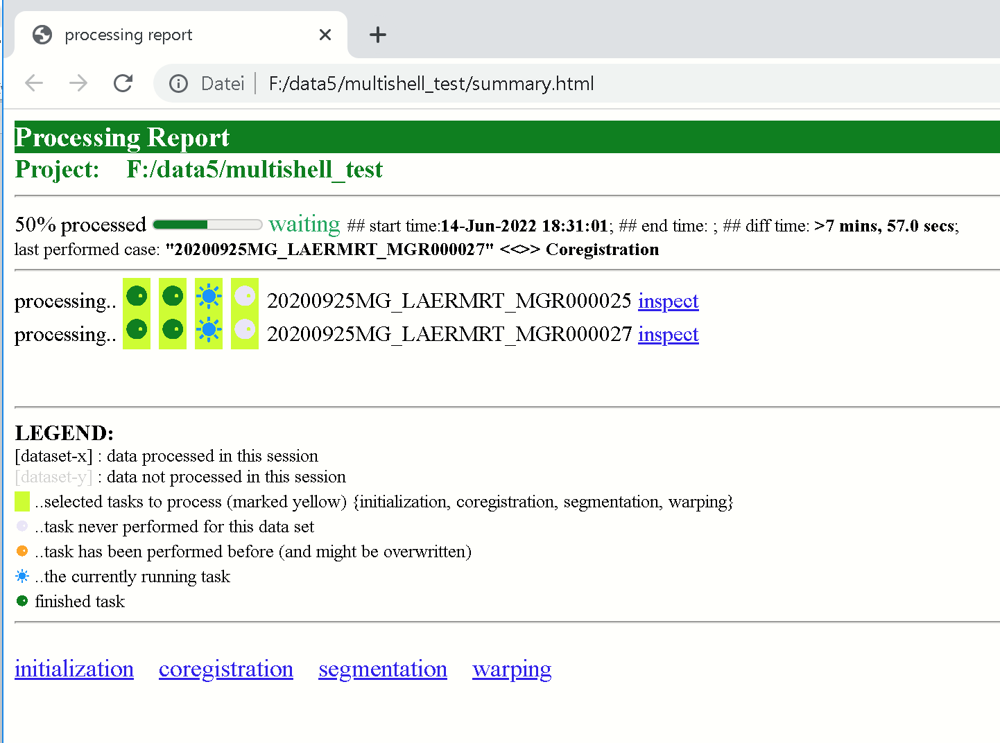 processing report
Datei F:/data5/multishell_test/summary.html
Processing Report
Project: F:/data5/multishell_test
50% processed waiting ## start time:14-Jun-2022 18:31:01; ## end time: ; ## diff time: >7 mins, 57.0 secs;
last performed case: "20200925MG_LAERMRT_MGR000027" <<>> Coregistration
processing.. 20200925MG_LAERMRT_MGR000025 inspect
processing.. 20200925MG_LAERMRT_MGR000027 inspect
LEGEND:
[dataset-x] : data processed in this session
[dataset-y] : data not processed in this session
..selected tasks to process (marked yellow) {initialization, coregistration, segmentation, warping}
..task never performed for this data set
..task has been performed before (and might be overwritten)
..the currently running task
finished task
initialization coregistration segmentation warping